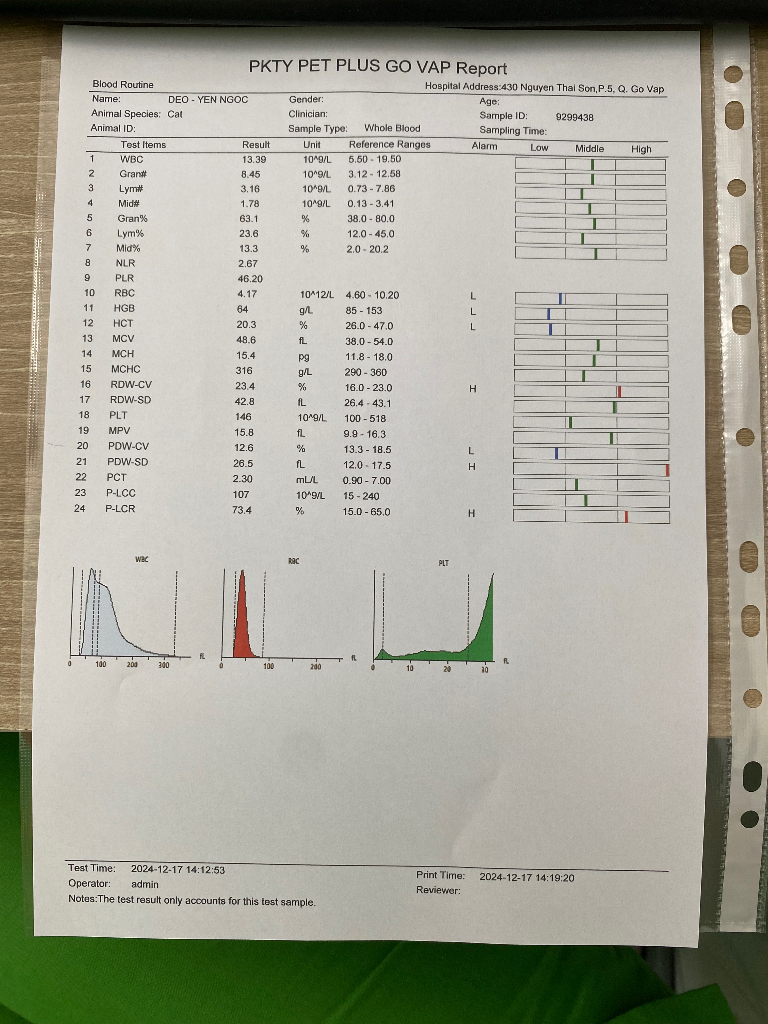 PKTY PET PLUS GO VAP Report
Blood Routine Hospital Address:430 Nguyen Thai Son,P.5, Q. Go Vap
Name: DEO - YEN NGOC Gender: Age:
Animal Species: Cat Clinician: Sample ID: 9299438
Animal ID: Sample Type: Whole Blood Sampling Time:
Test Items Result Unit Reference Ranges Alarm Low Middle High
1 WBC 13.39 10^9/L 5.50 - 19.50
2 Gran# 8.45 10^9/L 3.12 - 12.58
3 Lym# 3.16 10^9/L 0.73 - 7.86
4 Mid# 1.78 10^9/L 0.13 - 3.41
5 Gran% 63.1 % 38.0 - 80.0
6 Lym% 23.6 % 12.0 - 45.0
7 Mid% 13.3 % 2.0 - 20.2
8 NLR 2.67
9 PLR 46.20
10 RBC 4.17 10^12/L 4.60 - 10.20 L
11 HGB 64 g/L 85 - 153 L
12 HCT 20.3 % 26.0 - 47.0 L
13 MCV 48.6 fL 38.0 - 54.0
14 MCH 15.4 pg 11.8 - 18.0
15 MCHC 316 g/L 290 - 360
16 RDW-CV 23.4 % 16.0 - 23.0 H
17 RDW-SD 42.8 fL 26.4 - 43.1
18 PLT 146 10^9/L 100 - 518
19 MPV 15.8 fL 9.9 - 16.3
20 PDW-CV 12.6 % 13.3 - 18.5 L
21 PDW-SD 26.5 fL 12.0 - 17.5 H
22 PCT 2.30 mL/L 0.90 - 7.00
23 P-LCC 107 10^9/L 15 - 240
24 P-LCR 73.4 % 15.0 - 65.0 H
WBC RBC PLT
0 100 200 300 fL 0 100 200 fL 0 10 20 30 fL
Test Time: 2024-12-17 14:12:53 Print Time: 2024-12-17 14:19:20
Operator: admin Reviewer:
Notes:The test result only accounts for this test sample.